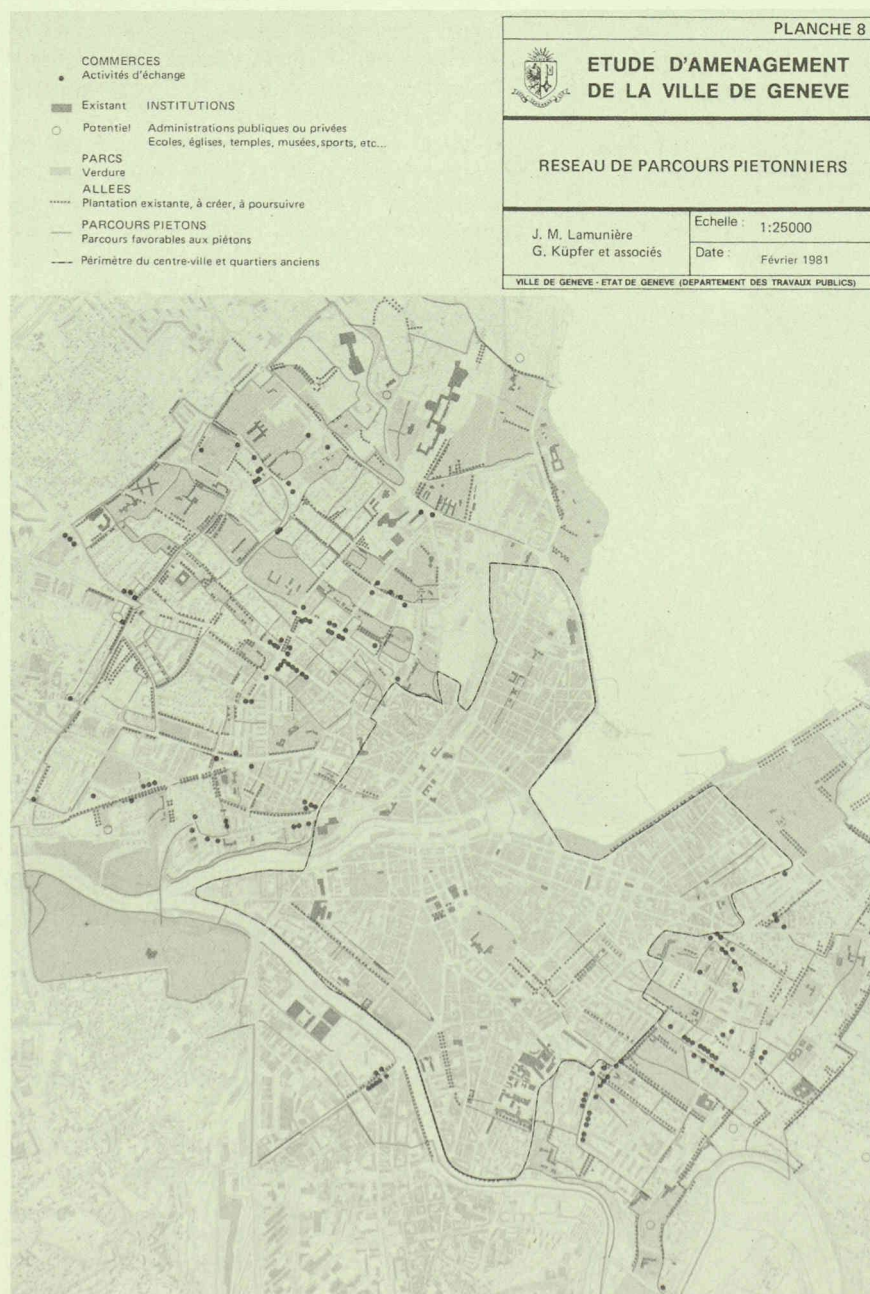 COMMERCES
Activités d'échange
Existant INSTITUTIONS
Potentiel Administrations publiques ou privées
Ecoles, églises, temples, musées, sports, etc...
PARCS
Verdure
ALLEES
Plantation existante, à créer, à poursuivre
PARCOURS PIETONS
Parcours favorables aux piétons
Périmètre du centre-ville et quartiers anciens
PLANCHE 8
ETUDE D'AMENAGEMENT
DE LA VILLE DE GENEVE
RESEAU DE PARCOURS PIETONNIERS
J. M. Lamunière
G. Küpfer et associés
Echelle : 1:25000
Date : Février 1981
VILLE DE GENEVE - ETAT DE GENEVE (DEPARTEMENT DES TRAVAUX PUBLICS)